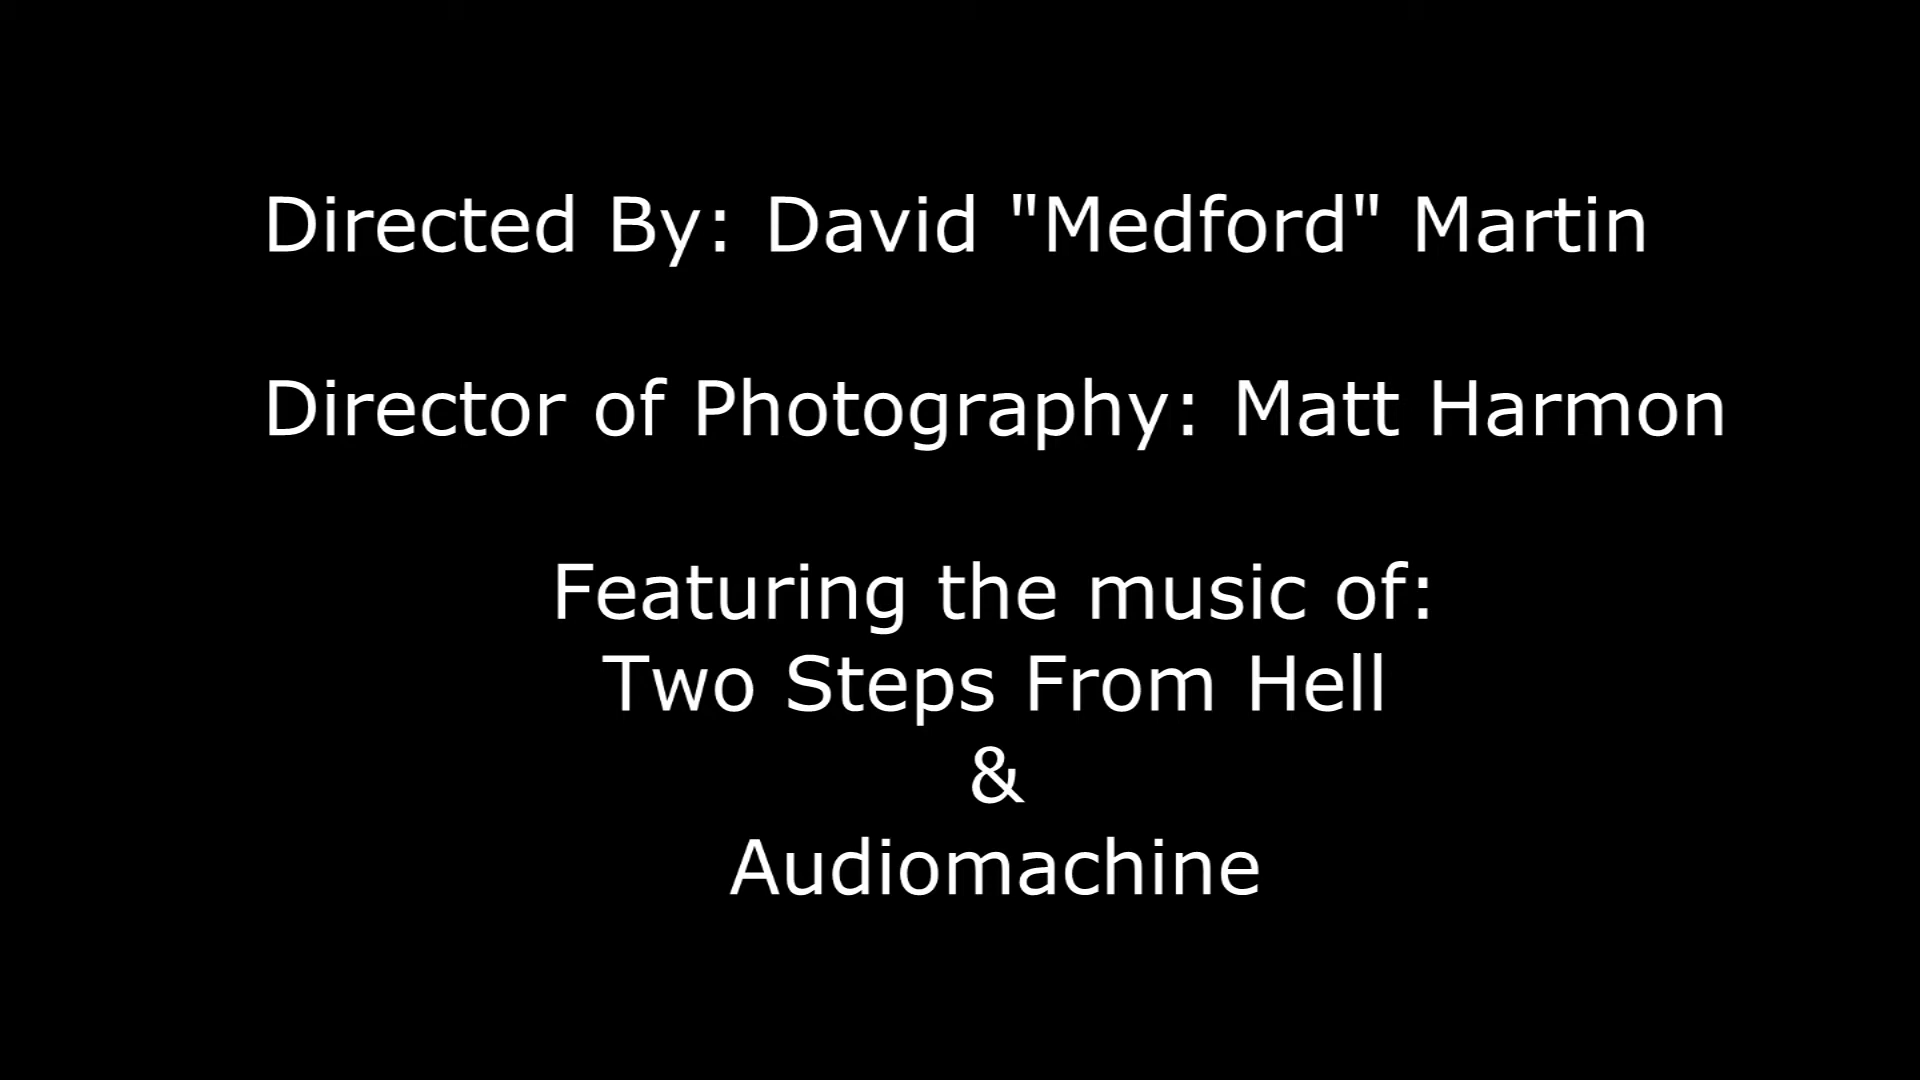 Directed By: David "Medford" Martin
Director of Photography: Matt Harmon
Featuring the music of:
Two Steps From Hell
&
Audiomachine